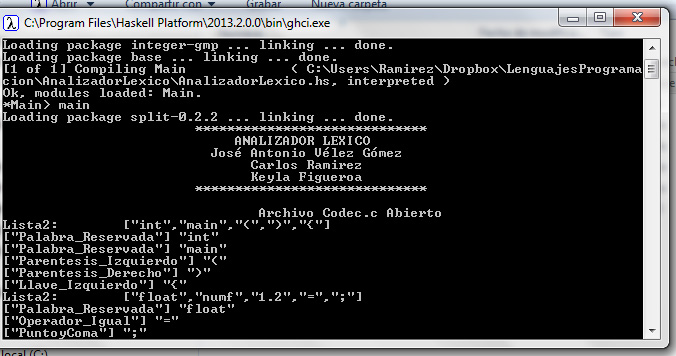 Abrir
Compartir con
Grabar
Nueva carpeta
C:\Program Files\Haskell Platform\2013.2.0.0\bin\ghci.exe
Loading package integer-gmp ... linking ... done.
Loading package base ... linking ... done.
[1 of 1] Compiling Main ( C:\Users\Ramirez\Dropbox\LenguajesPrograma
cion\AnalizadorLexico\AnalizadorLexico.hs, interpreted )
Ok, modules loaded: Main.
*Main> main
Loading package split-0.2.2 ... linking ... done.
******************************
ANALIZADOR LEXICO
José Antonio Vélez Gómez
Carlos Ramirez
Keyla Figueroa
******************************
Archivo Codec.c Abierto
Lista2: ["int","main","(",")","{"]
["Palabra_Reservada"] "int"
["Palabra_Reservada"] "main"
["Parentesis_Izquierdo"] "("
["Parentesis_Derecho"] ")"
["Llave_Izquierdo"] "{"
Lista2: ["float","numf","1.2","=",";"]
["Palabra_Reservada"] "float"
["Operador_Igual"] "="
["PuntoyComa"] ";"
local (C:)